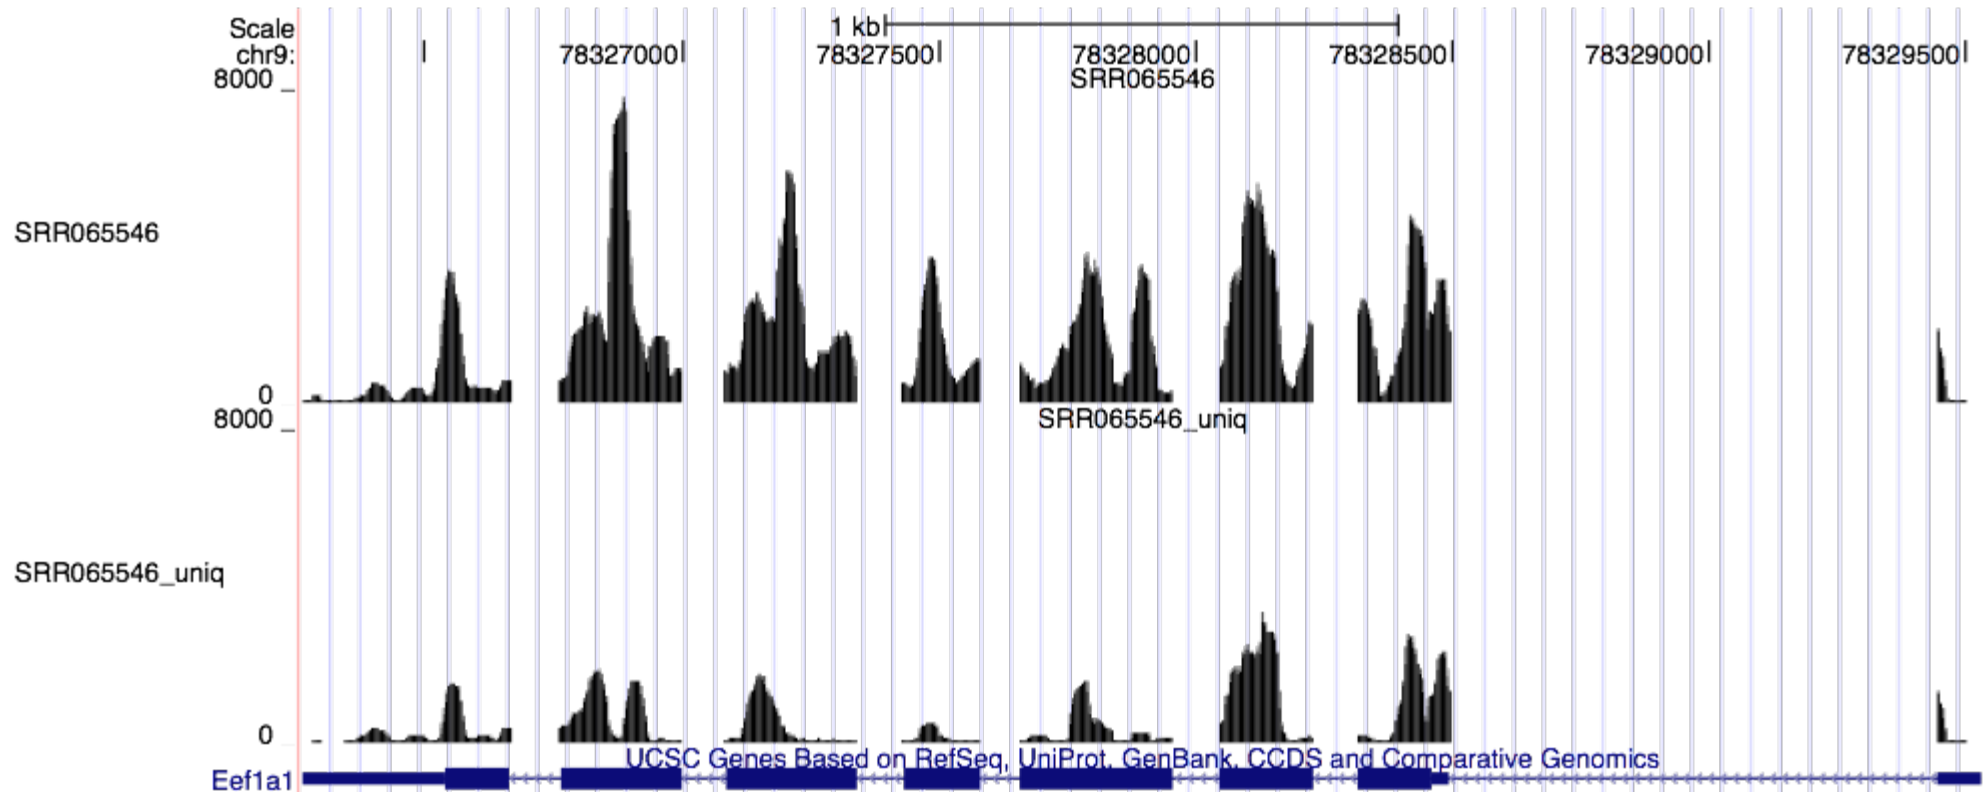 Scale 1 kb
chr9: 78327000 78327500 78328000 78328500 78329000 78329500
8000 _ SRR065546
SRR065546
0
8000 _ SRR065546_uniq
SRR065546_uniq
0
UCSC Genes Based on RefSeq, UniProt, GenBank, CCDS and Comparative Genomics
Eef1a1